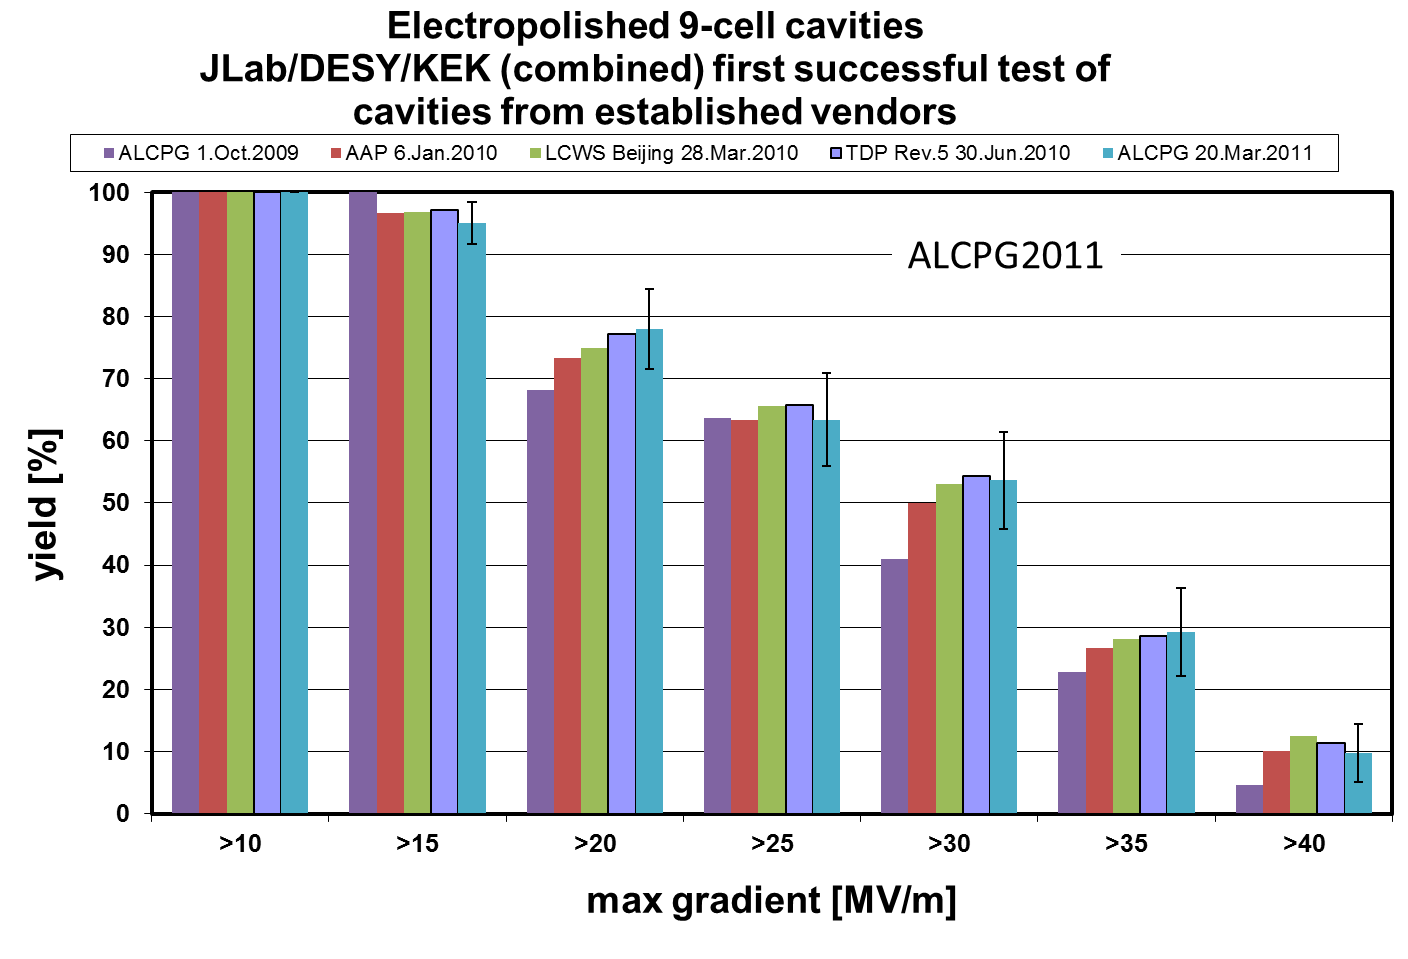 Electropolished 9-cell cavities
JLab/DESY/KEK (combined) first successful test of
cavities from established vendors
ALCPG 1.Oct.2009 AAP 6.Jan.2010 LCWS Beijing 28.Mar.2010 TDP Rev.5 30.Jun.2010 ALCPG 20.Mar.2011
ALCPG2011
yield [%]
100
90
80
70
60
50
40
30
20
10
0
>10 >15 >20 >25 >30 >35 >40
max gradient [MV/m]